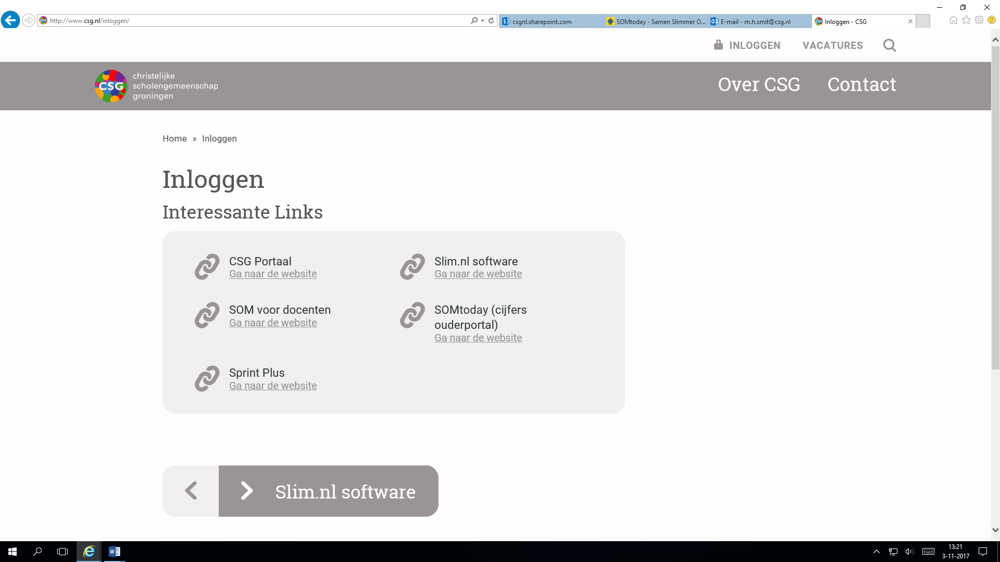 http://www.csg.nl/inloggen/
csgnl.sharepoint.com
SOMtoday - Samen Slimmer O...
E-mail - m.h.smit@csg.nl
Inloggen - CSG
INLOGGEN
VACATURES
CSG
christelijke
scholengemeenschap
groningen
Over CSG
Contact
Home » Inloggen
Inloggen
Interessante Links
CSG Portaal
Ga naar de website
Slim.nl software
Ga naar de website
SOM voor docenten
Ga naar de website
SOMtoday (cijfers
ouderportal)
Ga naar de website
Sprint Plus
Ga naar de website
Slim.nl software
13:21
3-11-2017